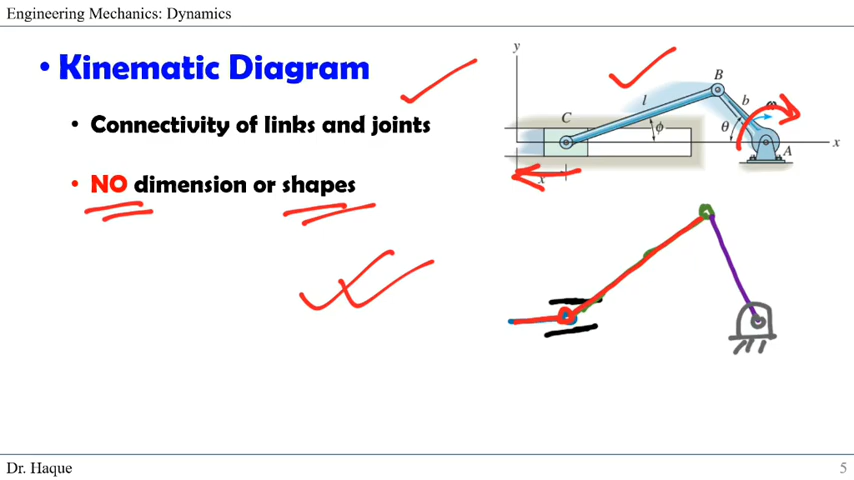 Engineering Mechanics: Dynamics
• Kinematic Diagram
• Connectivity of links and joints
• NO dimension or shapes
y
B
l
b
C
θ
ϕ
A
x
x
Dr. Haque
5